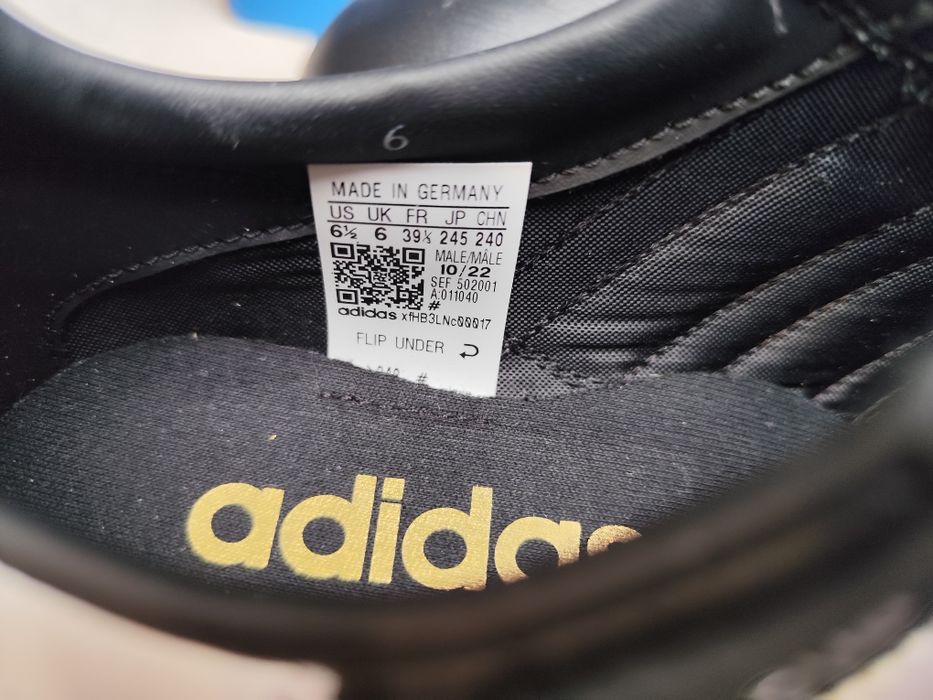 6
MADE IN GERMANY
US UK FR JP CHN
6½ 6 39⅓ 245 240
MALE/MÂLE
10/22
SEF 502001
A:011040
#
adidas xfHB3LNc00017
FLIP UNDER
#
adidas